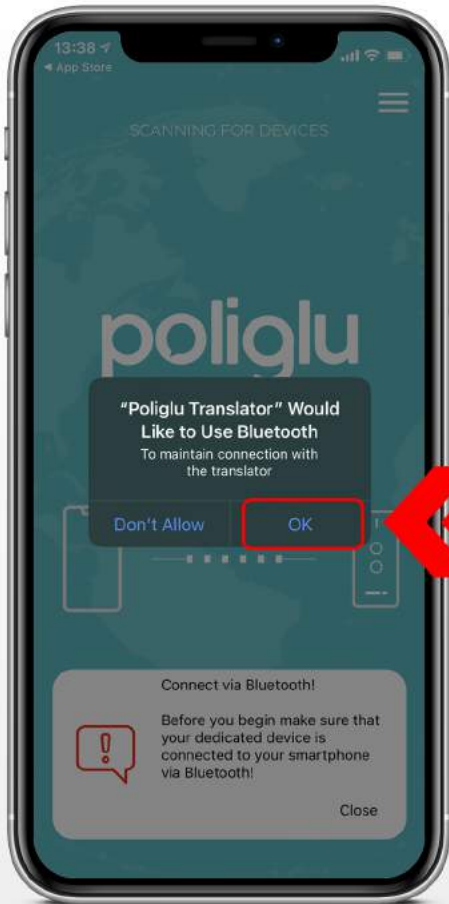 13:38
App Store
SCANNING FOR DEVICES
poliglu
“Poligu Translator” Would
Like to Use Bluetooth
To maintain connection with
the translator
Don't Allow
OK
Connect via Bluetooth!
Before you begin make sure that
your dedicated device is
connected to your smartphone
via Bluetooth!
Close